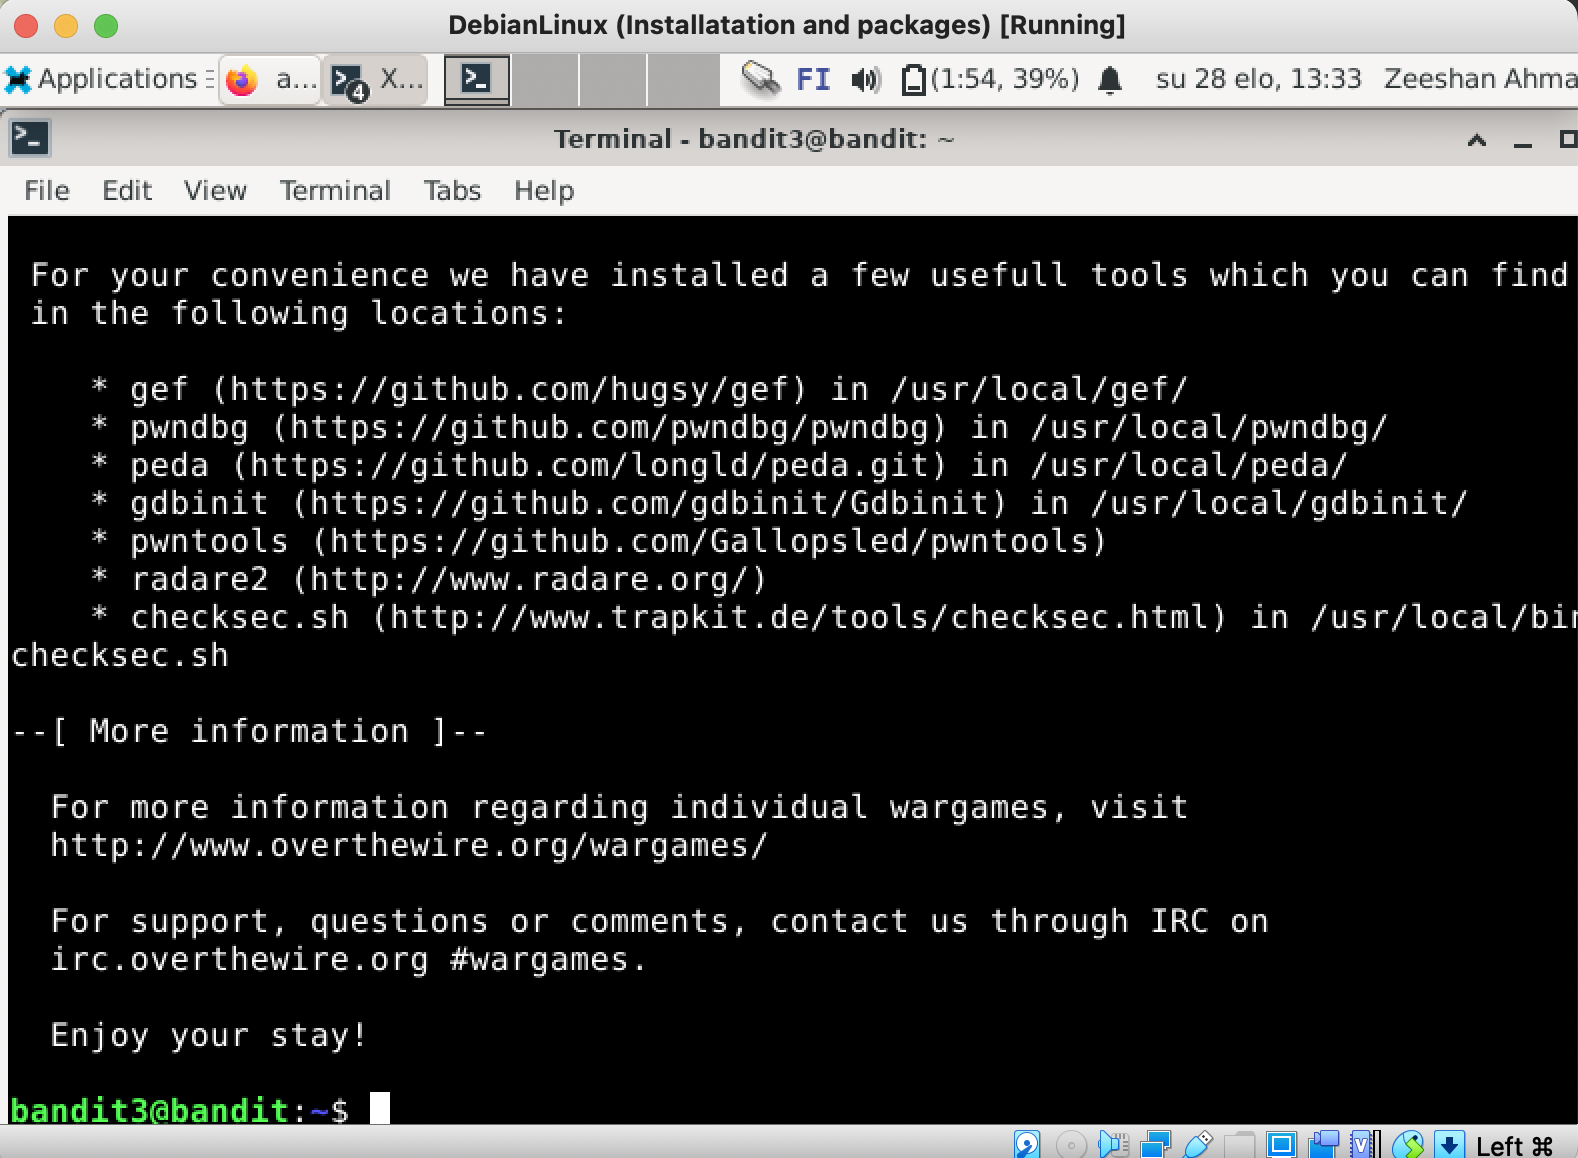 DebianLinux (Installatation and packages) [Running]
Applications a... 4 X... FI (1:54, 39%) su 28 elo, 13:33 Zeeshan Ahma
Terminal - bandit3@bandit: ~
File Edit View Terminal Tabs Help
For your convenience we have installed a few usefull tools which you can find
in the following locations:
* gef (https://github.com/hugsy/gef) in /usr/local/gef/
* pwndbg (https://github.com/pwndbg/pwndbg) in /usr/local/pwndbg/
* peda (https://github.com/longld/peda.git) in /usr/local/peda/
* gdbinit (https://github.com/gdbinit/Gdbinit) in /usr/local/gdbinit/
* pwntools (https://github.com/Gallopsled/pwntools)
* radare2 (http://www.radare.org/)
* checksec.sh (http://www.trapkit.de/tools/checksec.html) in /usr/local/bin
checksec.sh
--[ More information ]--
For more information regarding individual wargames, visit
http://www.overthewire.org/wargames/
For support, questions or comments, contact us through IRC on
irc.overthewire.org #wargames.
Enjoy your stay!
bandit3@bandit:~$
Left ⌘